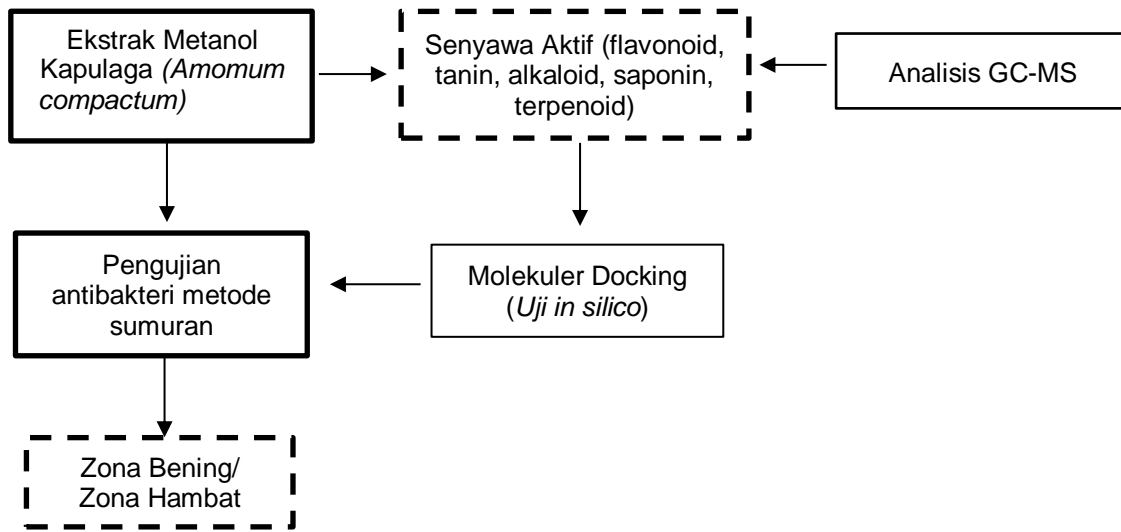 Ekstrak Metanol
Kapulaga (Amomum
compactum)
Senyawa Aktif (flavonoid,
tanin, alkaloid, saponin,
terpenoid)
Analisis GC-MS
Pengujian
antibakteri metode
sumuran
Molekuler Docking
(Uji in silico)
Zona Bening/
Zona Hambat